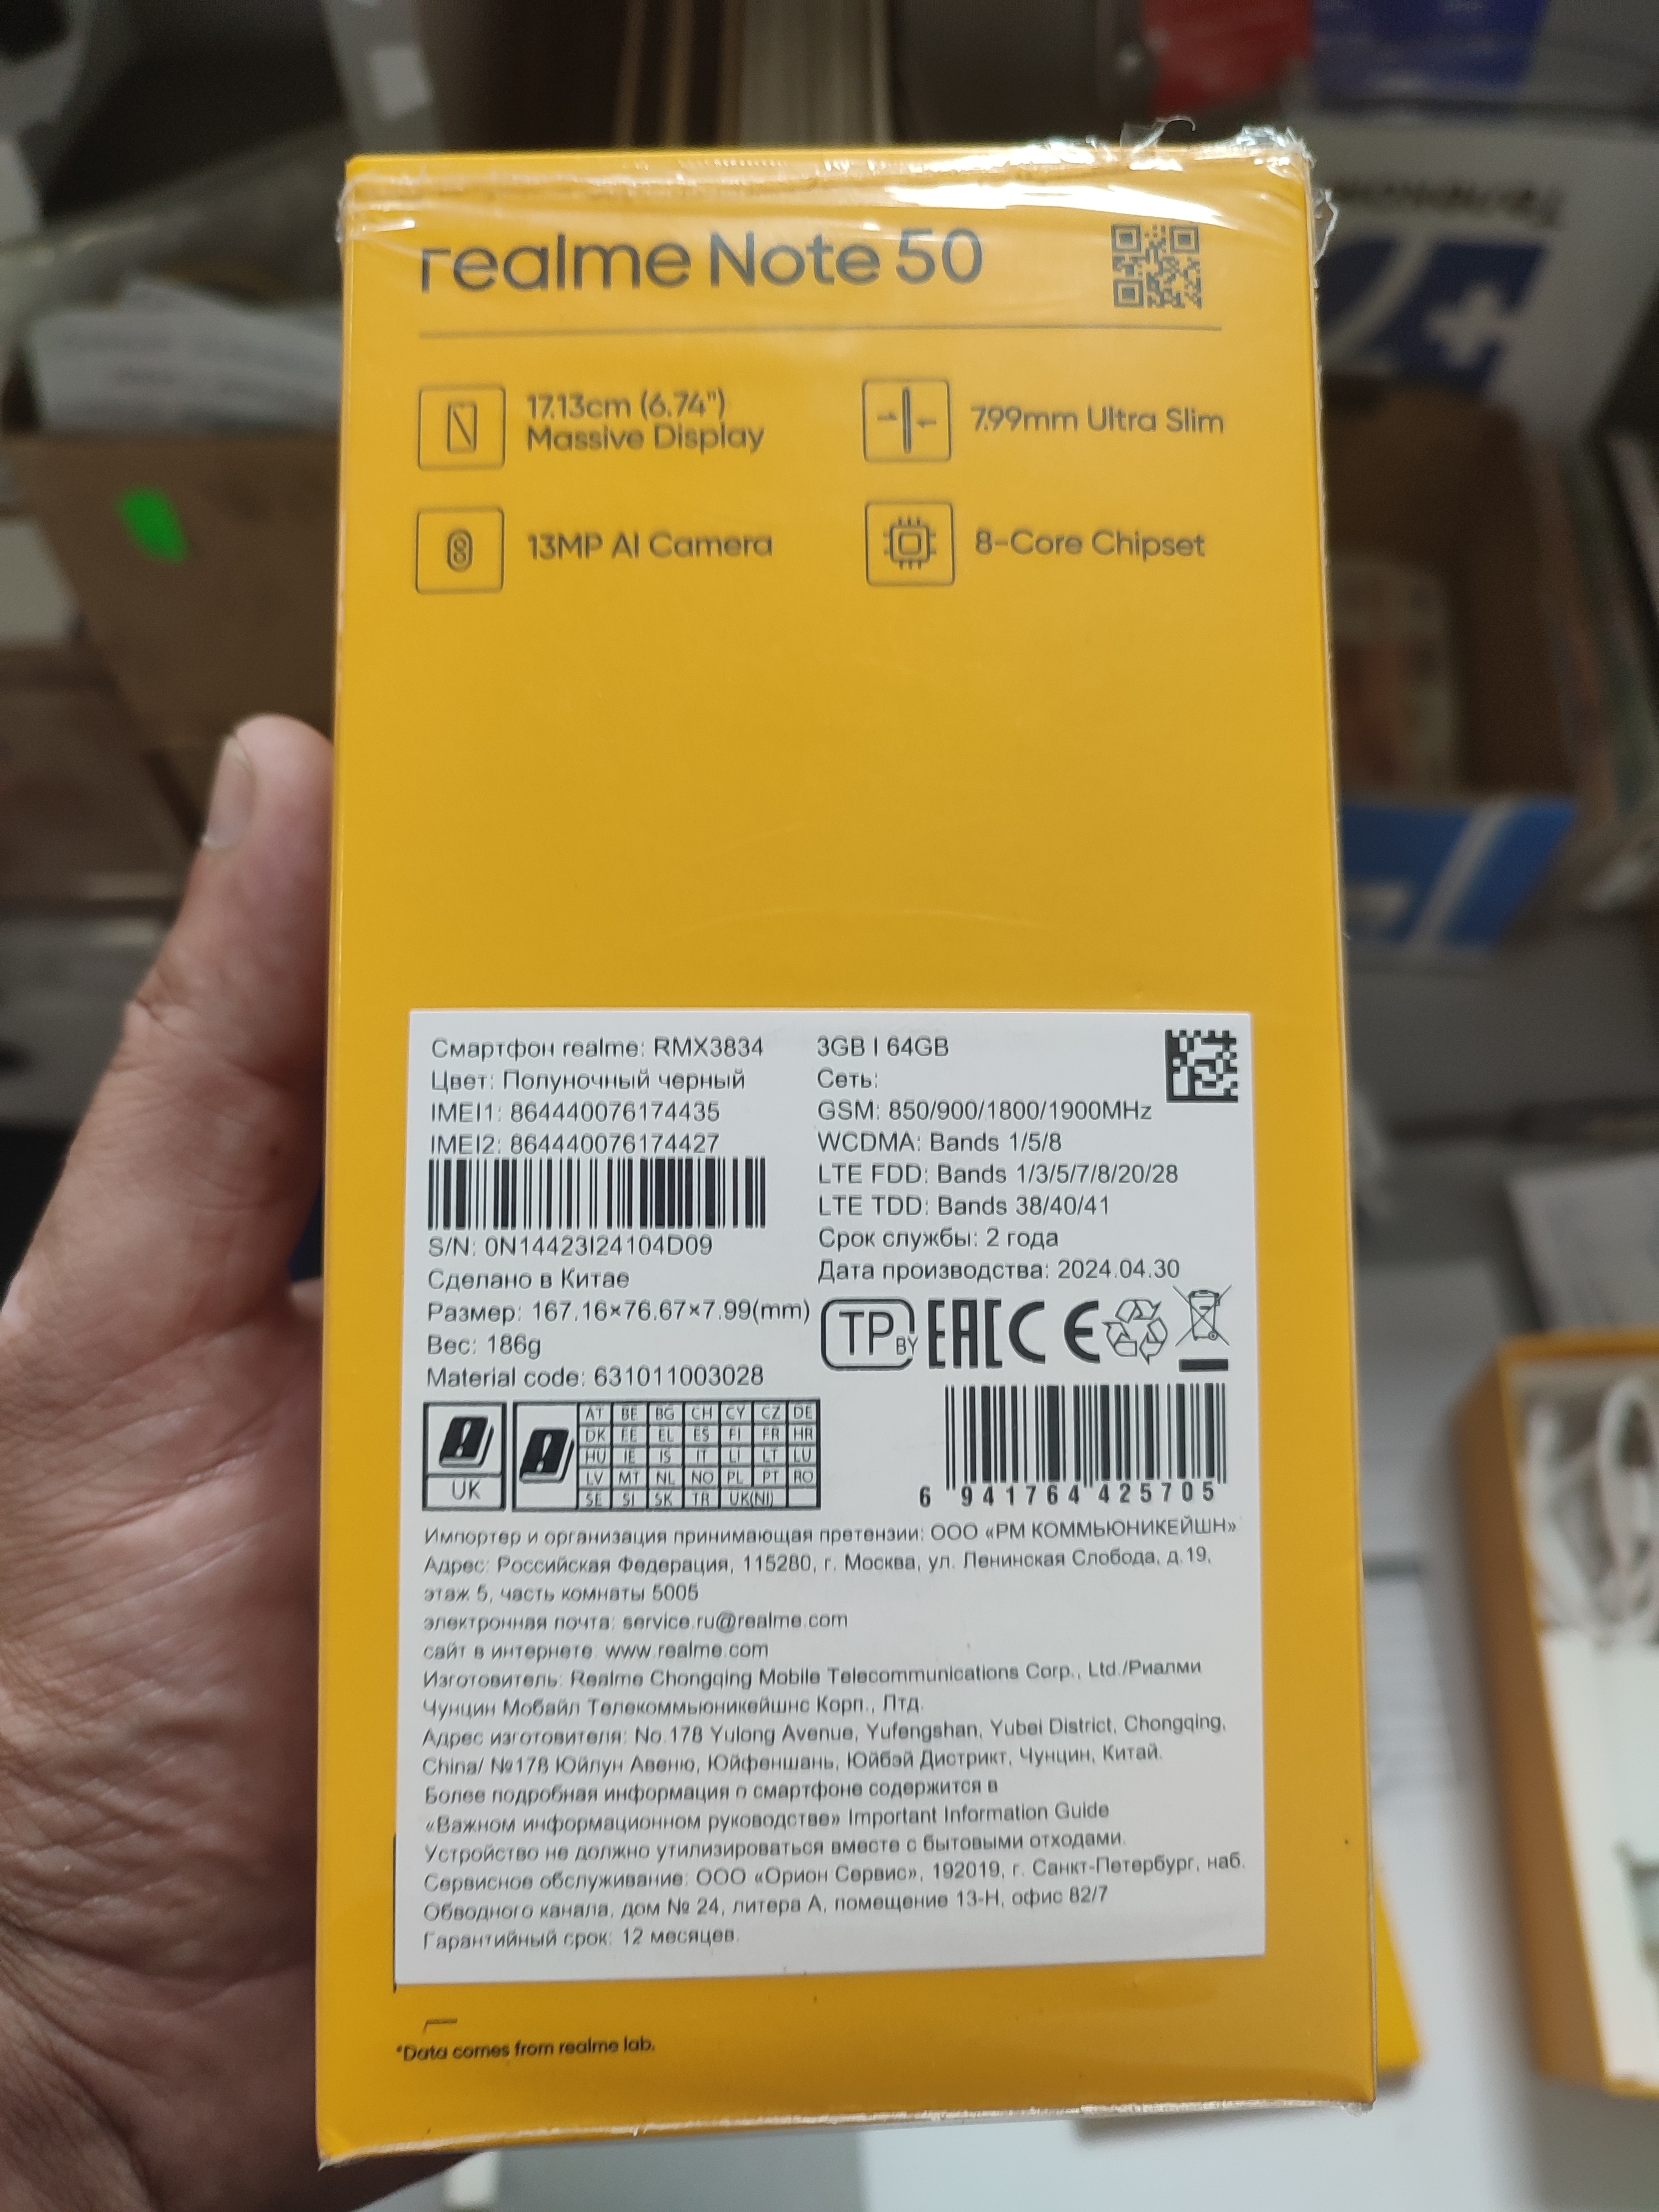 realme Note 50
17.13cm (6.74")
Massive Display
7.99mm Ultra Slim
13MP AI Camera
8-Core Chipset
Смартфон realme: RMX3834
Цвет: Полуночный черный
IMEI1: 864440076174435
IMEI2: 864440076174427
S/N: 0N14423I24104D09
Сделано в Китае
Размер: 167.16×76.67×7.99(mm)
Вес: 186g
Material code: 631011003028
3GB | 64GB
Сеть:
GSM: 850/900/1800/1900MHz
WCDMA: Bands 1/5/8
LTE FDD: Bands 1/3/5/7/8/20/28
LTE TDD: Bands 38/40/41
Срок службы: 2 года
Дата производства: 2024.04.30
TP BY EAC CE
UK
AT BE BG CH CY CZ DE
DK EE EL ES FI FR HR
HU IE IS IT LI LT LU
LV MT NL NO PL PT RO
SE SI SK TR UK(NI)
6 941764 425705
Импортер и организация принимающая претензии: ООО «РМ КОММЬЮНИКЕЙШН»
Адрес: Российская Федерация, 115280, г. Москва, ул. Ленинская Слобода, д.19,
этаж 5, часть комнаты 5005
электронная почта: service.ru@realme.com
сайт в интернете: www.realme.com
Изготовитель: Realme Chongqing Mobile Telecommunications Corp., Ltd./Риалми
Чунцин Мобайл Телекоммьюникейшнс Корп., Лтд.
Адрес изготовителя: No.178 Yulong Avenue, Yufengshan, Yubei District, Chongqing,
China/ №178 Юйлун Авеню, Юйфеншань, Юйбэй Дистрикт, Чунцин, Китай.
Более подробная информация о смартфоне содержится в
«Важном информационном руководстве» Important Information Guide
Устройство не должно утилизироваться вместе с бытовыми отходами.
Сервисное обслуживание: ООО «Орион Сервис», 192019, г. Санкт-Петербург, наб.
Обводного канала, дом № 24, литера А, помещение 13-Н, офис 82/7
Гарантийный срок: 12 месяцев.
*Data comes from realme lab.